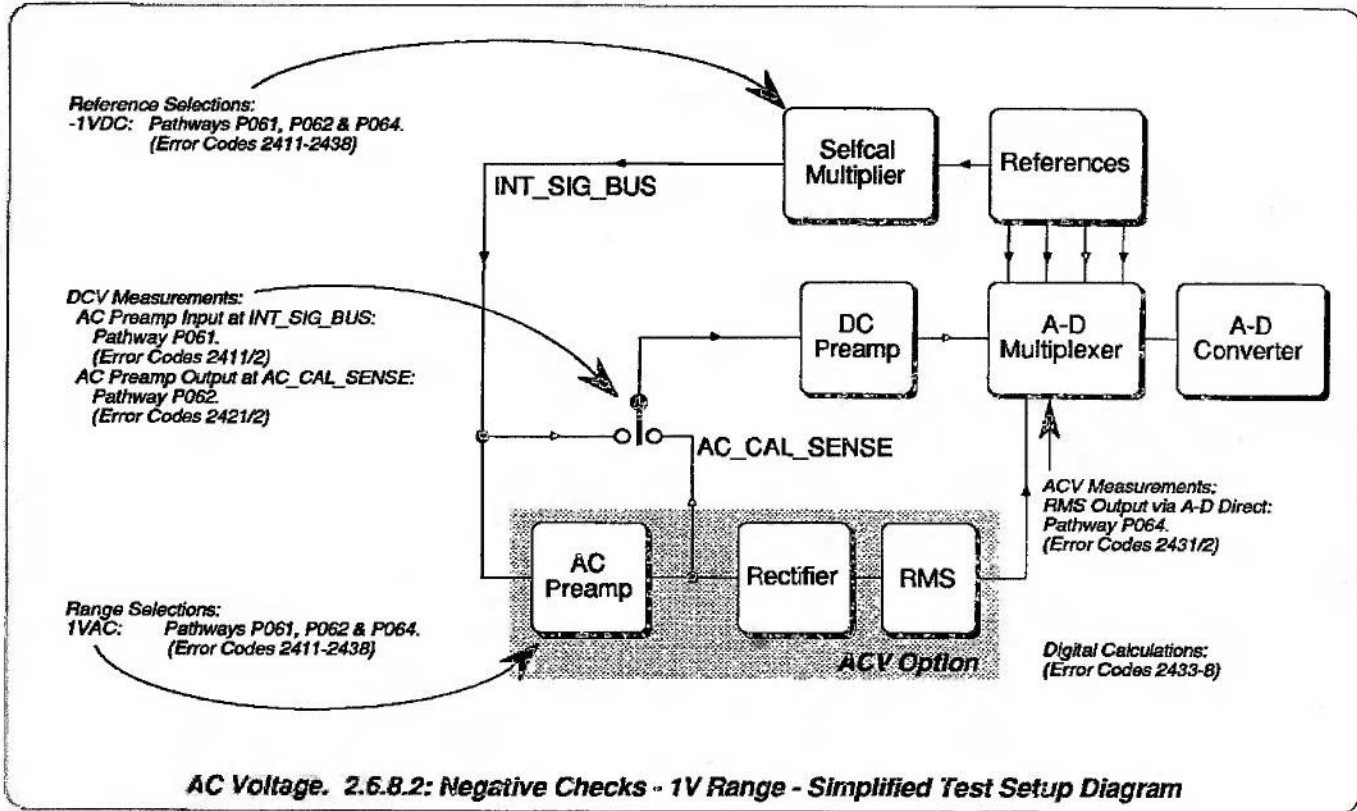 Reference Selections:
-1VDC: Pathways P061, P062 & P064.
(Error Codes 2411-2438)
Selfcal
Multiplier
References
INT_SIG_BUS
DCV Measurements:
AC Preamp Input at INT_SIG_BUS:
Pathway P061.
(Error Codes 2411/2)
AC Preamp Output at AC_CAL_SENSE:
Pathway P062.
(Error Codes 2421/2)
DC
Preamp
A-D
Multiplexer
A-D
Converter
AC_CAL_SENSE
ACV Measurements:
RMS Output via A-D Direct:
Pathway P064.
(Error Codes 2431/2)
AC
Preamp
Rectifier
RMS
Range Selections:
1VAC: Pathways P061, P062 & P064.
(Error Codes 2411-2438)
ACV Option
Digital Calculations:
(Error Codes 2433-8)
AC Voltage. 2.6.8.2: Negative Checks - 1V Range - Simplified Test Setup Diagram